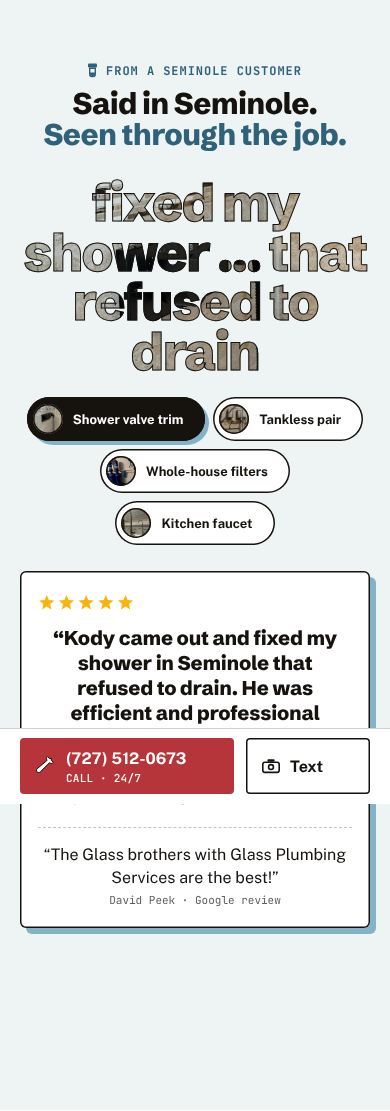 FROM A SEMINOLE CUSTOMER
Said in Seminole.
Seen through the job.
fixed my
shower ... that
refused to
drain
Shower valve trim
Tankless pair
Whole-house filters
Kitchen faucet
“Kody came out and fixed my
shower in Seminole that
refused to drain. He was
efficient and professional
(727) 512-0673
CALL · 24/7
Text
“The Glass brothers with Glass Plumbing
Services are the best!”
David Peek · Google review